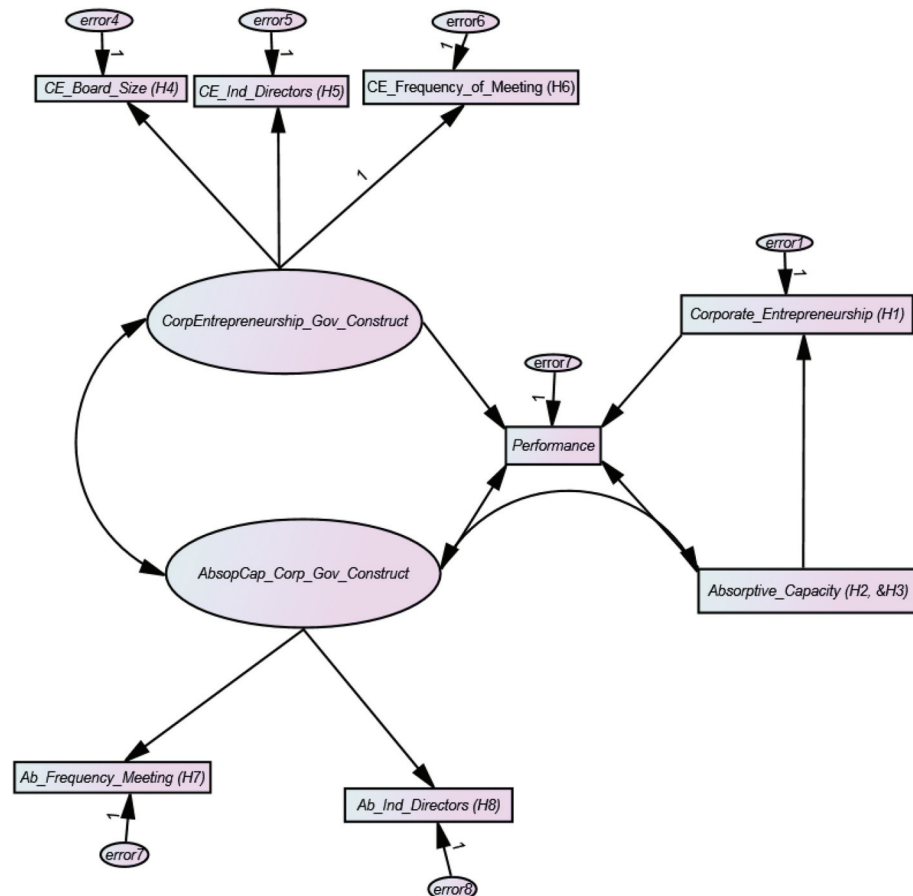 error4
error5
error6
1
1
1
CE_Board_Size (H4)
CE_Ind_Directors (H5)
CE_Frequency_of_Meeting (H6)
1
error1
1
CorpEntrepreneurship_Gov_Construct
Corporate_Entrepreneurship (H1)
error7
1
Performance
AbsopCap_Corp_Gov_Construct
Absorptive_Capacity (H2, &H3)
Ab_Frequency_Meeting (H7)
Ab_Ind_Directors (H8)
1
1
error7
error8